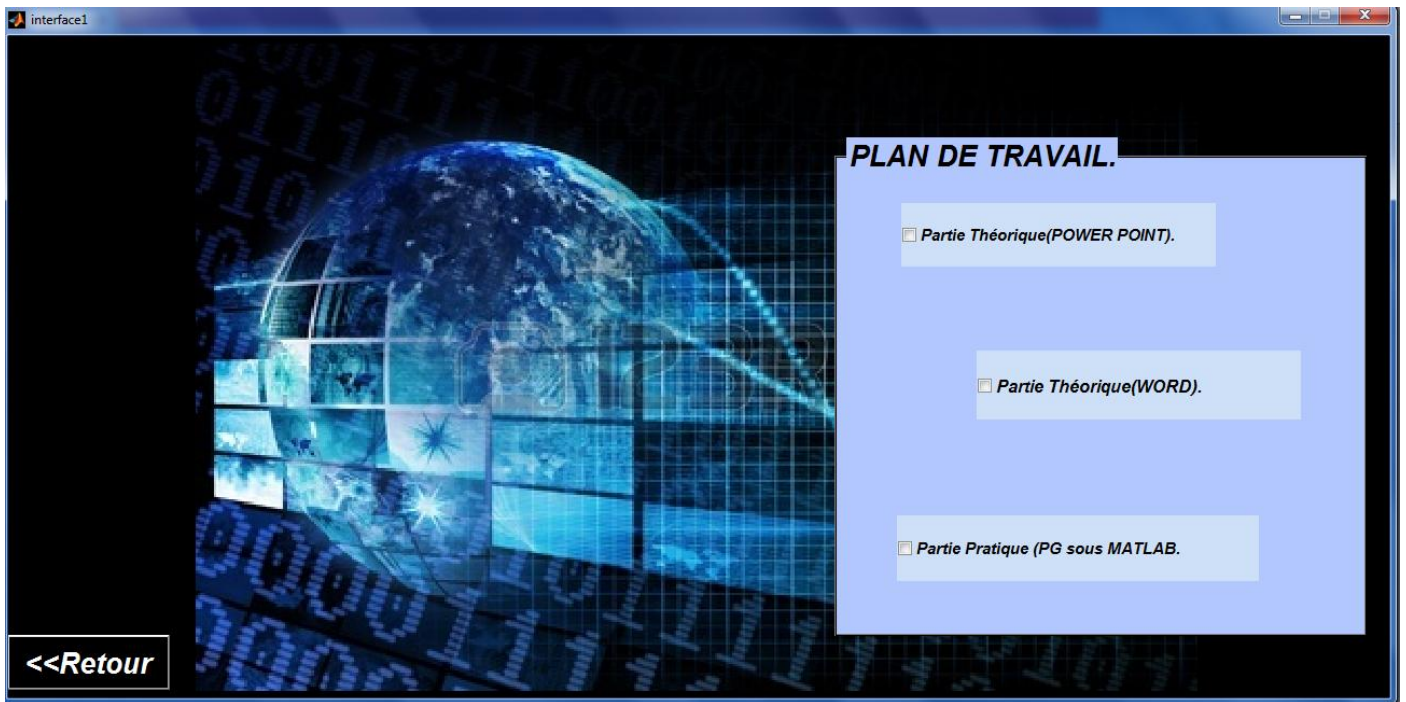 interface1
PLAN DE TRAVAIL.
Partie Théorique(POWER POINT).
Partie Théorique(WORD).
Partie Pratique (PG sous MATLAB.
<<Retour